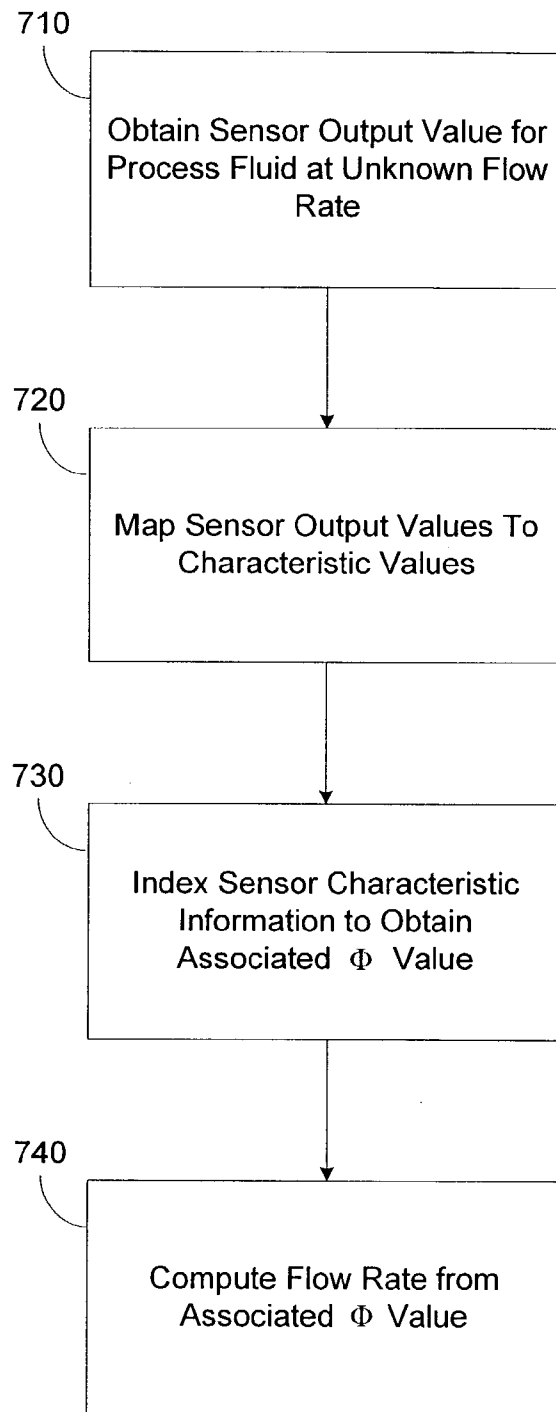 710
Obtain Sensor Output Value for
Process Fluid at Unknown Flow
Rate
720
Map Sensor Output Values To
Characteristic Values
730
Index Sensor Characteristic
Information to Obtain
Associated Φ Value
740
Compute Flow Rate from
Associated Φ Value